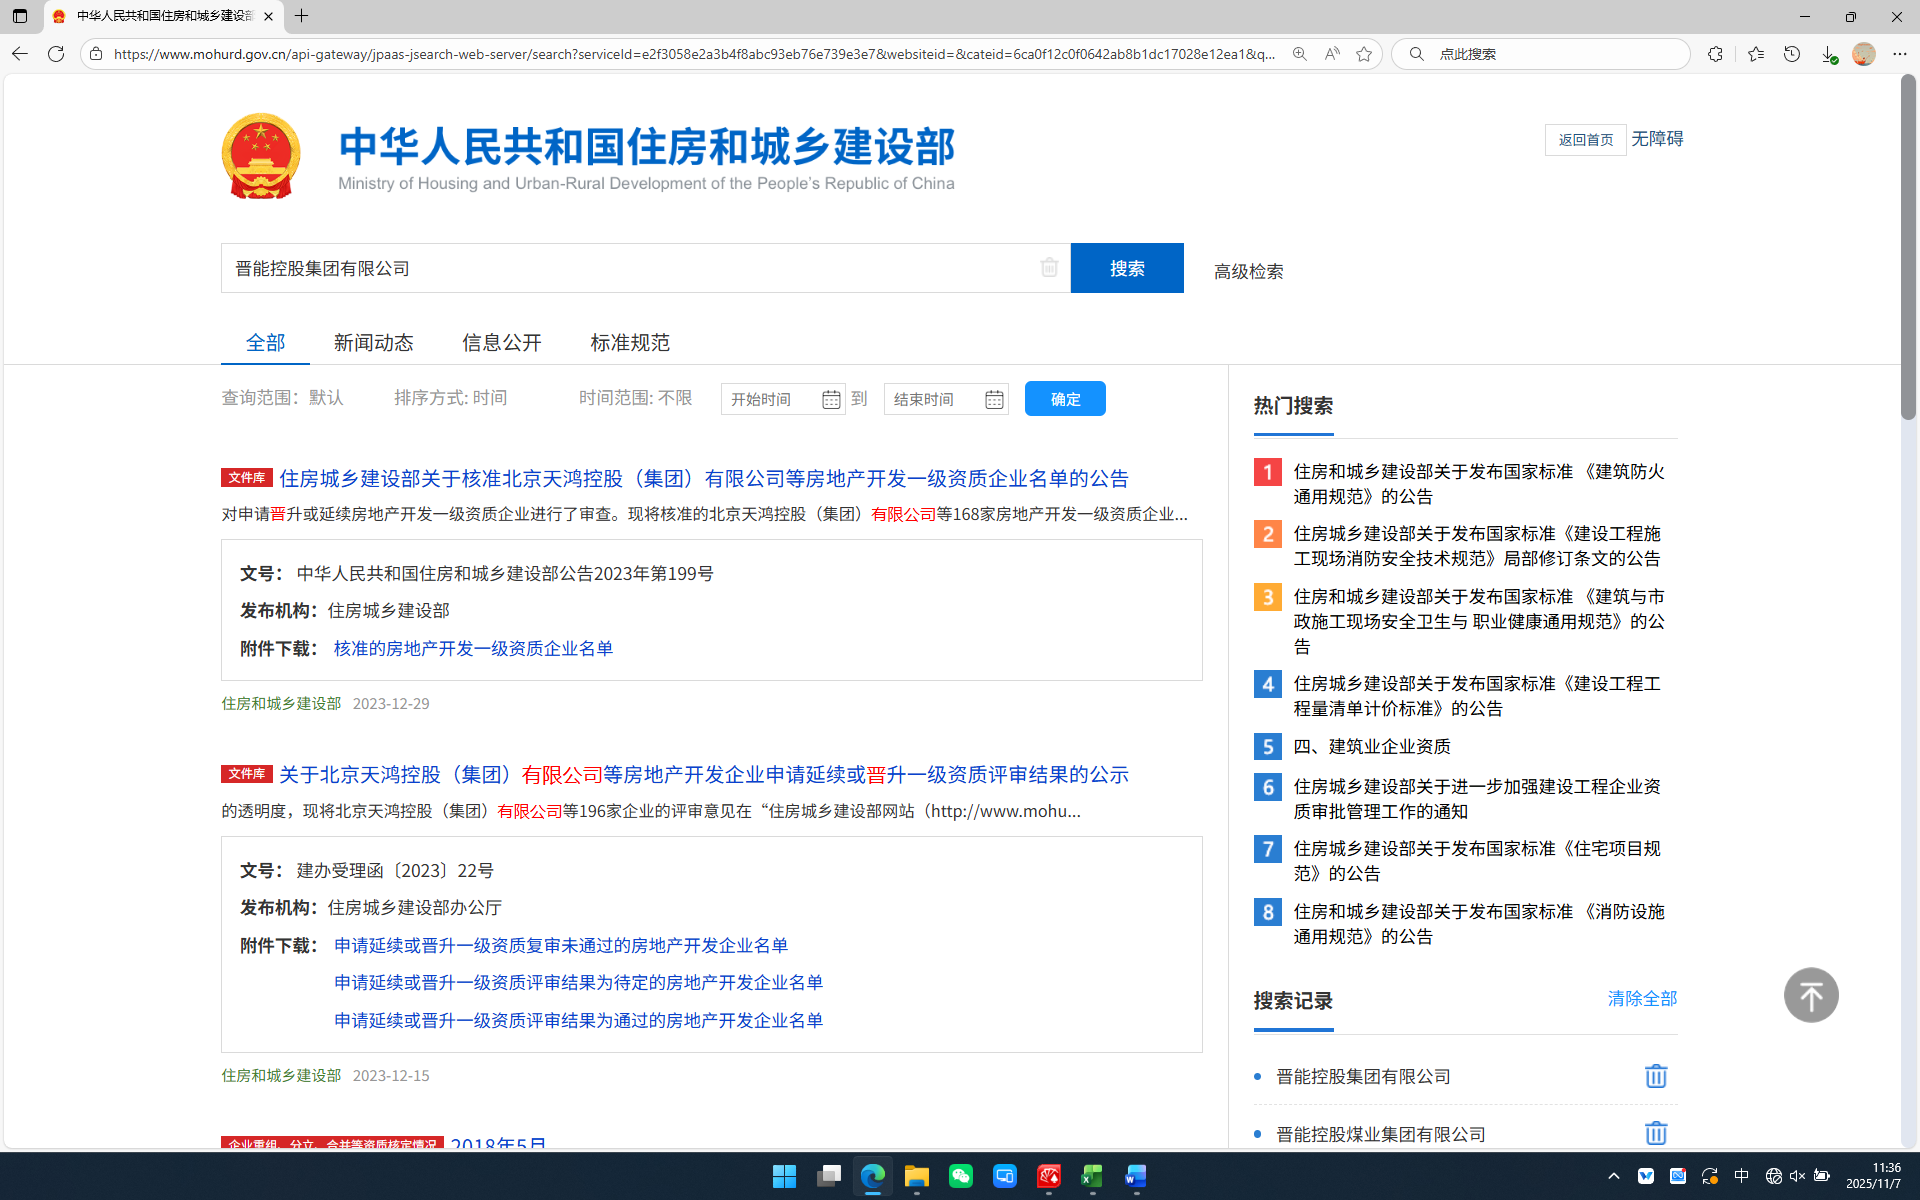 中华人民共和国住房和城乡建设部
https://www.mohurd.gov.cn/api-gateway/jpaas-jsearch-web-server/search?serviceId=e2f3058e2a3b4f8abc93eb76e739e3e7&websiteid=&cateid=6ca0f12c0f0642ab8b1dc17028e12ea1&q...
点此搜索
中华人民共和国住房和城乡建设部
Ministry of Housing and Urban-Rural Development of the People's Republic of China
返回首页 无障碍
晋能控股集团有限公司
搜索
高级检索
全部 新闻动态 信息公开 标准规范
查询范围: 默认 排序方式: 时间 时间范围: 不限 开始时间 到 结束时间 确定
文件库 住房城乡建设部关于核准北京天鸿控股（集团）有限公司等房地产开发一级资质企业名单的公告
对申请晋升或延续房地产开发一级资质企业进行了审查。现将核准的北京天鸿控股（集团）有限公司等168家房地产开发一级资质企业...
文号： 中华人民共和国住房和城乡建设部公告2023年第199号
发布机构：住房城乡建设部
附件下载： 核准的房地产开发一级资质企业名单
住房和城乡建设部 2023-12-29
文件库 关于北京天鸿控股（集团）有限公司等房地产开发企业申请延续或晋升一级资质评审结果的公示
的透明度，现将北京天鸿控股（集团）有限公司等196家企业的评审意见在“住房城乡建设部网站（http://www.mohu...
文号： 建办受理函〔2023〕22号
发布机构：住房城乡建设部办公厅
附件下载： 申请延续或晋升一级资质复审未通过的房地产开发企业名单
申请延续或晋升一级资质评审结果为待定的房地产开发企业名单
申请延续或晋升一级资质评审结果为通过的房地产开发企业名单
住房和城乡建设部 2023-12-15
企业重组、分立、合并等资质核定情况 2018年5月
热门搜索
1 住房和城乡建设部关于发布国家标准 《建筑防火
通用规范》的公告
2 住房城乡建设部关于发布国家标准《建设工程施
工现场消防安全技术规范》局部修订条文的公告
3 住房和城乡建设部关于发布国家标准 《建筑与市
政施工现场安全卫生与 职业健康通用规范》的公
告
4 住房城乡建设部关于发布国家标准《建设工程工
程量清单计价标准》的公告
5 四、建筑业企业资质
6 住房城乡建设部关于进一步加强建设工程企业资
质审批管理工作的通知
7 住房城乡建设部关于发布国家标准《住宅项目规
范》的公告
8 住房和城乡建设部关于发布国家标准 《消防设施
通用规范》的公告
搜索记录 清除全部
晋能控股集团有限公司
晋能控股煤业集团有限公司
中
11:36
2025/11/7